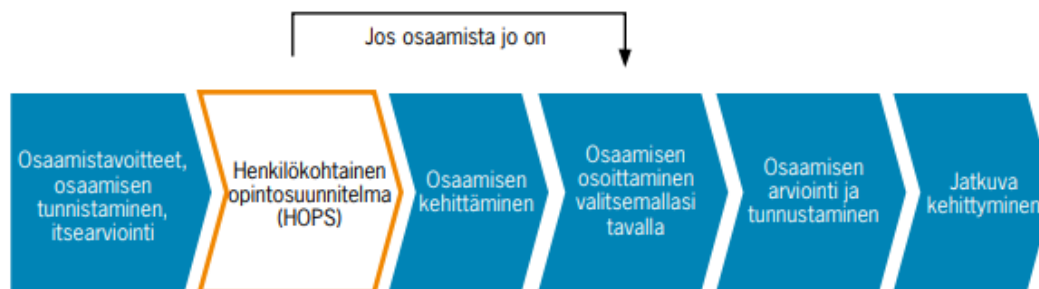 Jos osaamista jo on
Osaamistavoitteet,
osaamisen
tunnistaminen,
itsearviointi
Henkilökohtainen
opintosuunnitelma
(HOPS)
Osaamisen
kehittäminen
Osaamisen
osoittaminen
valitsemallasi
tavalla
Osaamisen
arviointi ja
tunnustaminen
Jatkuva
kehittyminen